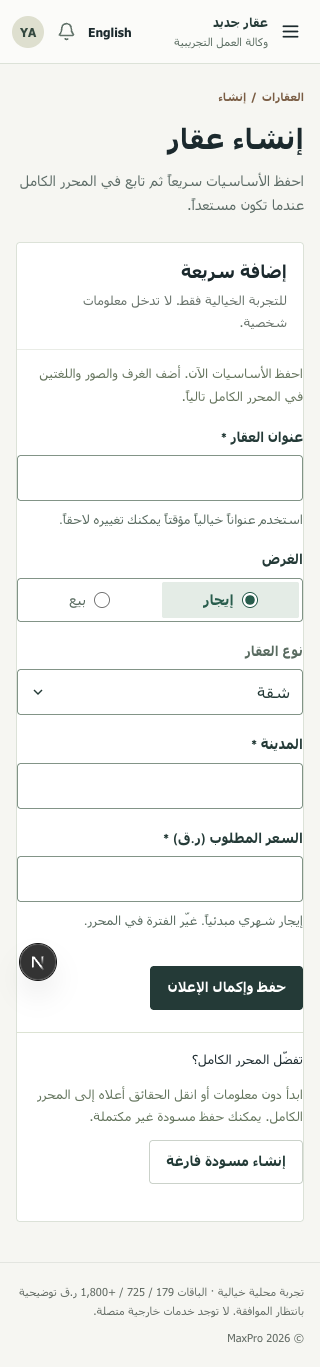 عقار جديد
وكالة العمل التجريبية
English
YA
العقارات / إنشاء
إنشاء عقار
احفظ الأساسيات سريعاً ثم تابع في المحرر الكامل
عندما تكون مستعداً.
إضافة سريعة
للتجربة الخيالية فقط. لا تدخل معلومات
شخصية.
احفظ الأساسيات الآن. أضف الغرف والصور واللغتين
في المحرر الكامل تالياً.
عنوان العقار *
استخدم عنواناً خيالياً مؤقتاً يمكنك تغييره لاحقاً.
الغرض
إيجار
بيع
نوع العقار
شقة
المدينة *
السعر المطلوب (ر.ق) *
إيجار شهري مبدئياً. غيّر الفترة في المحرر.
N
حفظ وإكمال الإعلان
تفضّل المحرر الكامل؟
ابدأ دون معلومات أو انقل الحقائق أعلاه إلى المحرر
الكامل. يمكنك حفظ مسودة غير مكتملة.
إنشاء مسودة فارغة
تجربة محلية خيالية · الباقات 179 / 725 / +1,800 ر.ق توضيحية
بانتظار الموافقة. لا توجد خدمات خارجية متصلة.
© 2026 MaxPro